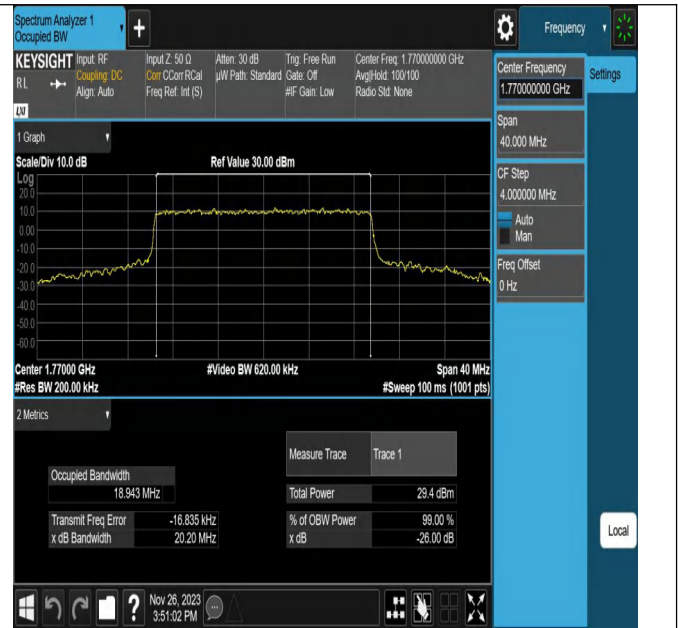 Spectrum Analyzer 1
Occupied BW
+
Frequency
KEYSIGHT
RL
LXI
Input: RF
Coupling: DC
Align: Auto
Input Z: 50 Ω
Corr CCorr RCal
Freq Ref: Int (S)
Atten: 30 dB
µW Path: Standard
Trig: Free Run
Gate: Off
#IF Gain: Low
Center Freq: 1.770000000 GHz
Avg|Hold: 100/100
Radio Std: None
Center Frequency
1.770000000 GHz
Settings
Span
40.000 MHz
CF Step
4.000000 MHz
Auto
Man
Freq Offset
0 Hz
Local
1 Graph
Scale/Div 10.0 dB
Ref Value 30.00 dBm
Log
20.0
10.0
0.00
-10.0
-20.0
-30.0
-40.0
-50.0
-60.0
Center 1.77000 GHz
#Video BW 620.00 kHz
Span 40 MHz
#Res BW 200.00 kHz
#Sweep 100 ms (1001 pts)
2 Metrics
Measure Trace
Trace 1
Occupied Bandwidth
18.943 MHz
Total Power
29.4 dBm
Transmit Freq Error
-16.835 kHz
% of OBW Power
99.00 %
x dB Bandwidth
20.20 MHz
x dB
-26.00 dB
?
Nov 26, 2023
3:51:02 PM